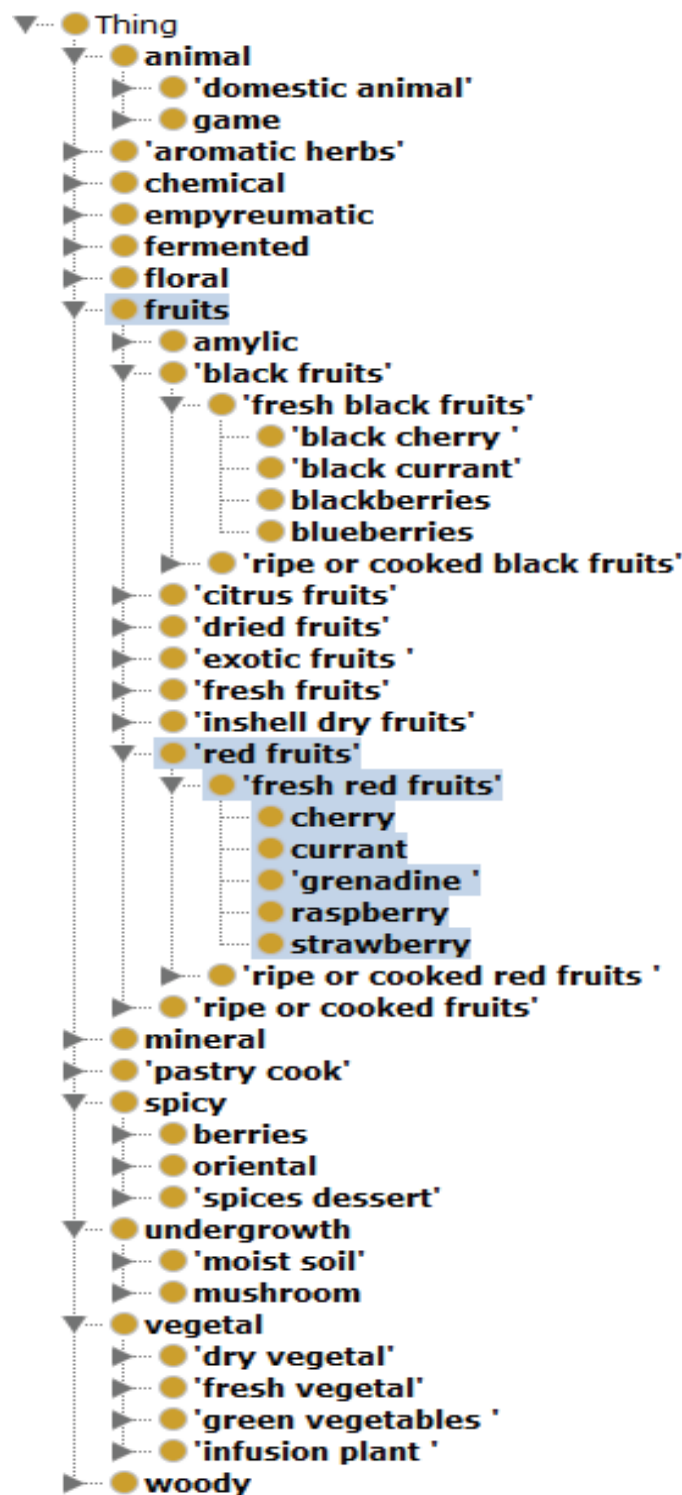 Thing
animal
'domestic animal'
game
'aromatic herbs'
chemical
empyreumatic
fermented
floral
fruits
amylic
'black fruits'
'fresh black fruits'
'black cherry '
'black currant'
blackberries
blueberries
'ripe or cooked black fruits'
'citrus fruits'
'dried fruits'
'exotic fruits '
'fresh fruits'
'inshell dry fruits'
'red fruits'
'fresh red fruits'
cherry
currant
'grenadine '
raspberry
strawberry
'ripe or cooked red fruits '
'ripe or cooked fruits'
mineral
'pastry cook'
spicy
berries
oriental
'spices dessert'
undergrowth
'moist soil'
mushroom
vegetal
'dry vegetal'
'fresh vegetal'
'green vegetables '
'infusion plant '
woody